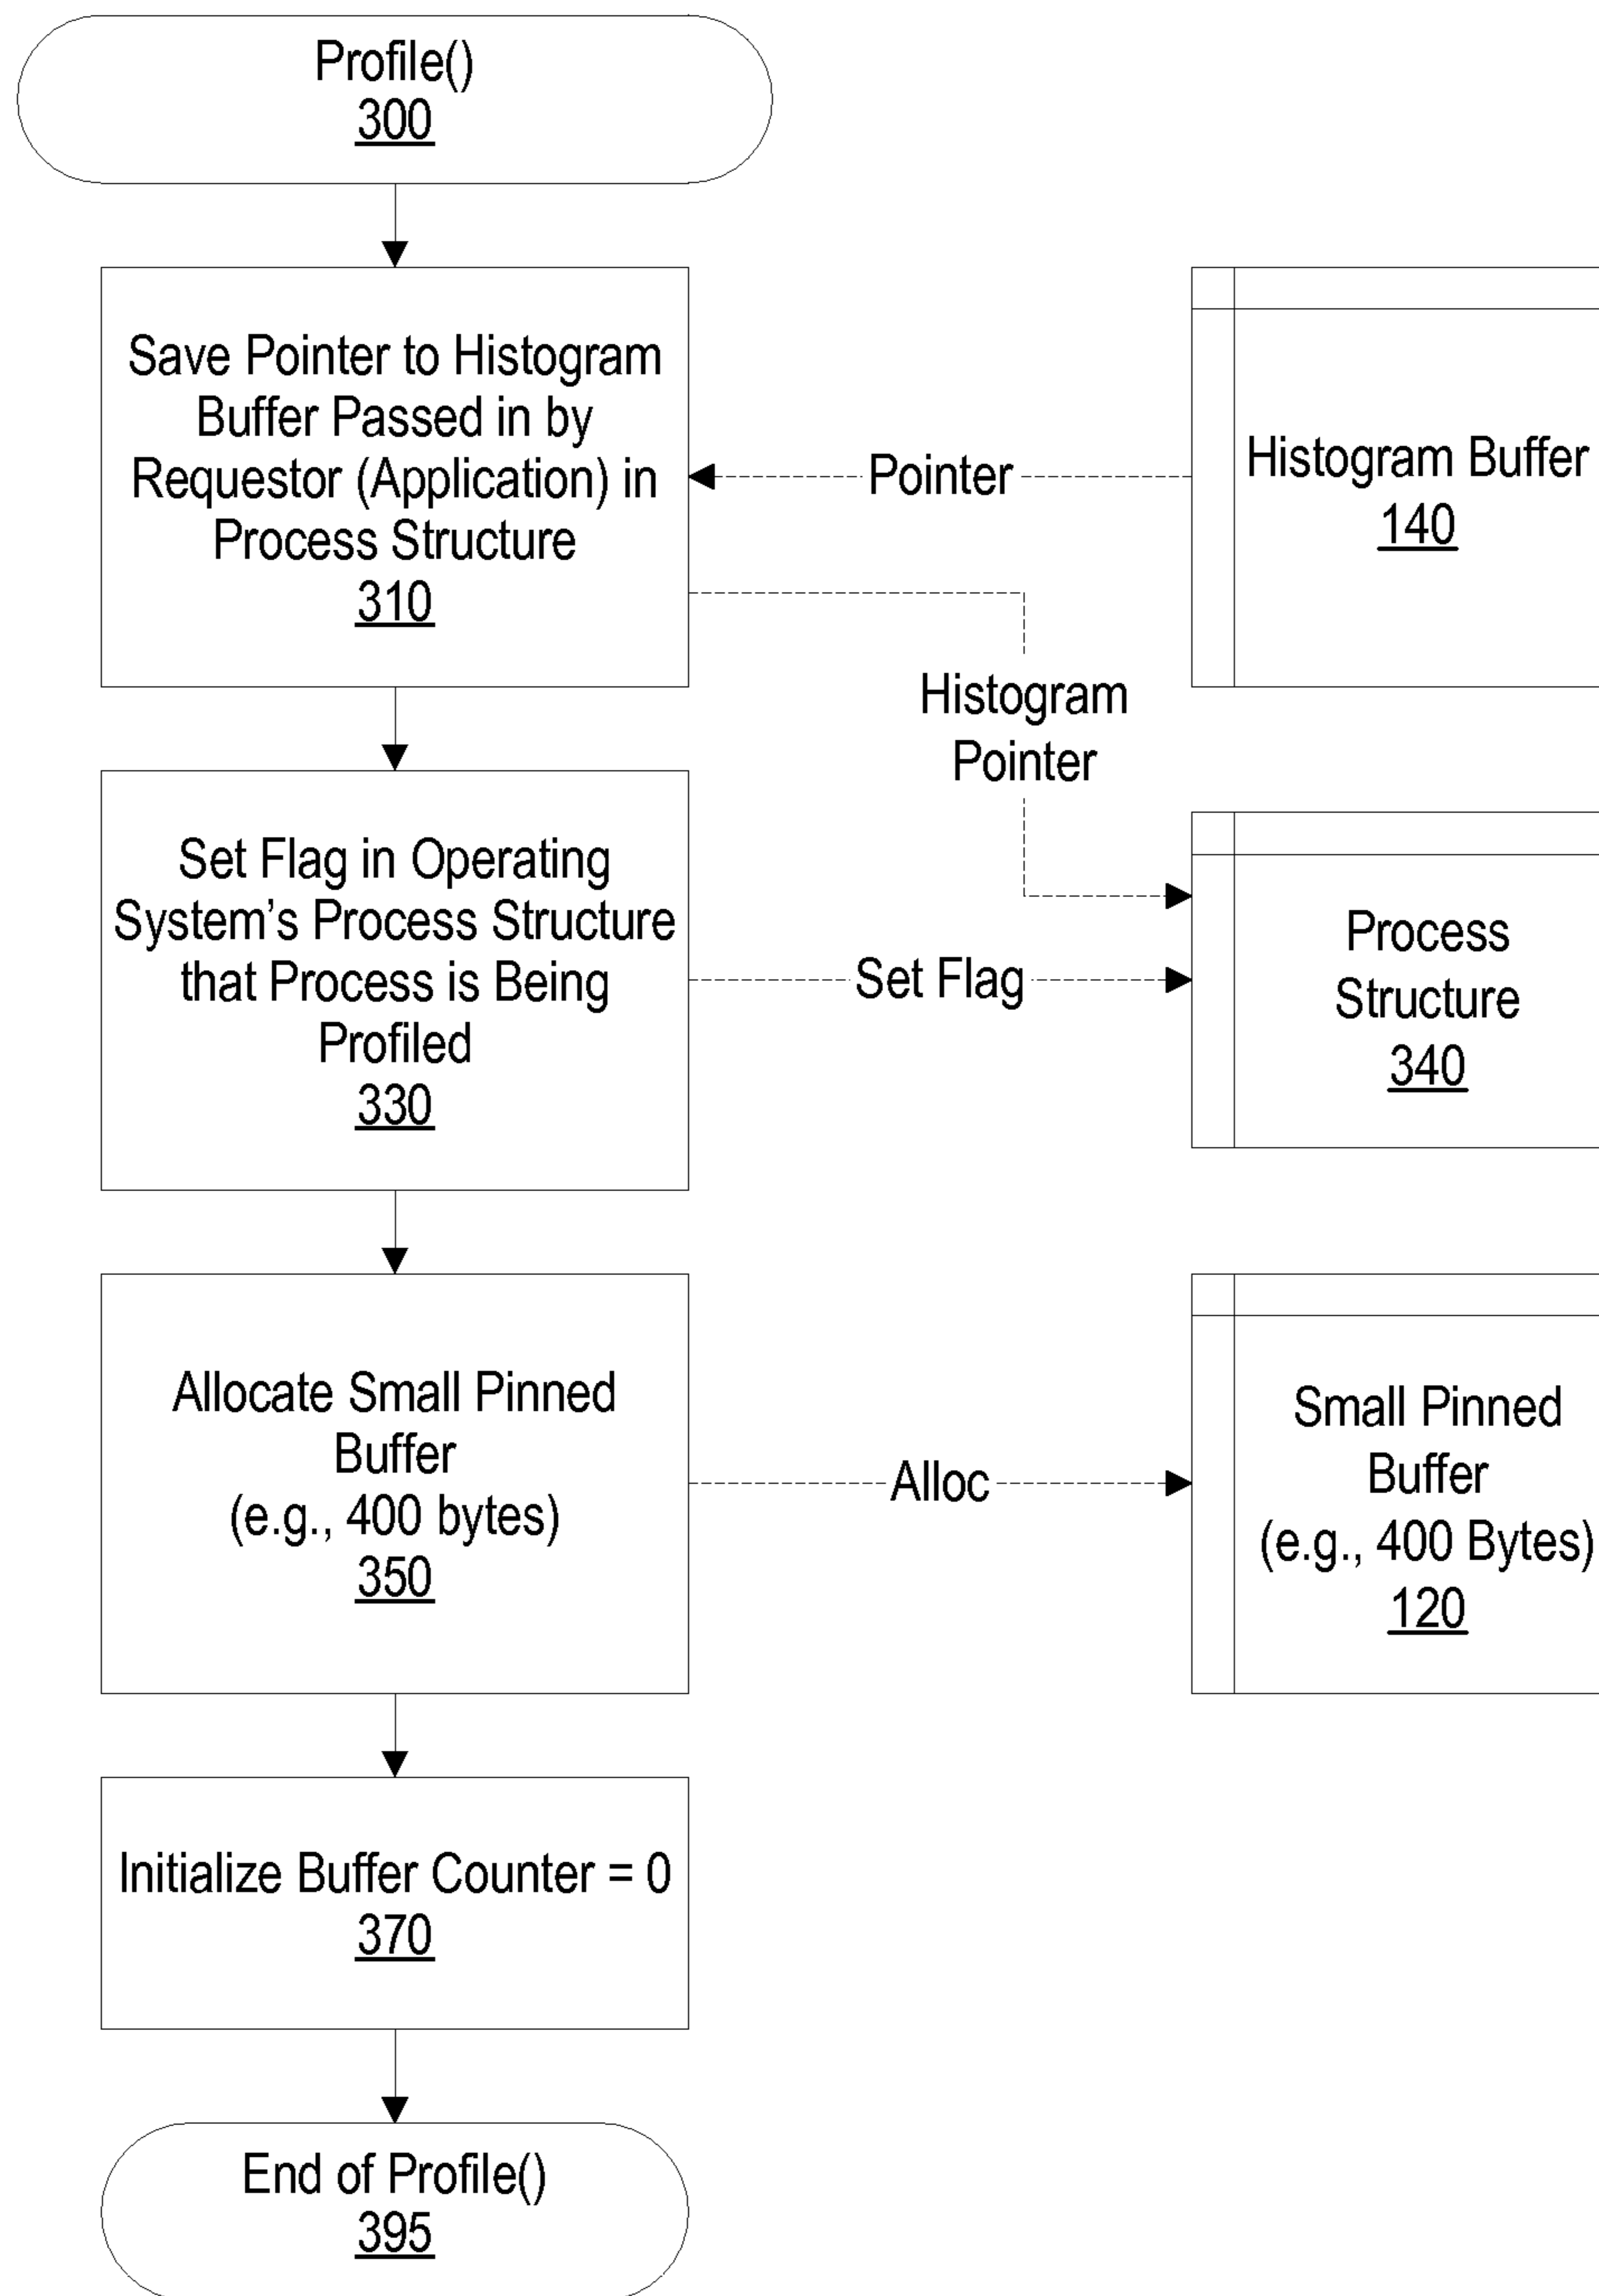 Profile()
300
Save Pointer to Histogram
Buffer Passed in by
Requestor (Application) in
Process Structure
310
Pointer
Histogram Buffer
140
Histogram
Pointer
Set Flag in Operating
System's Process Structure
that Process is Being
Profiled
330
Set Flag
Process
Structure
340
Allocate Small Pinned
Buffer
(e.g., 400 bytes)
350
Alloc
Small Pinned
Buffer
(e.g., 400 Bytes)
120
Initialize Buffer Counter = 0
370
End of Profile()
395